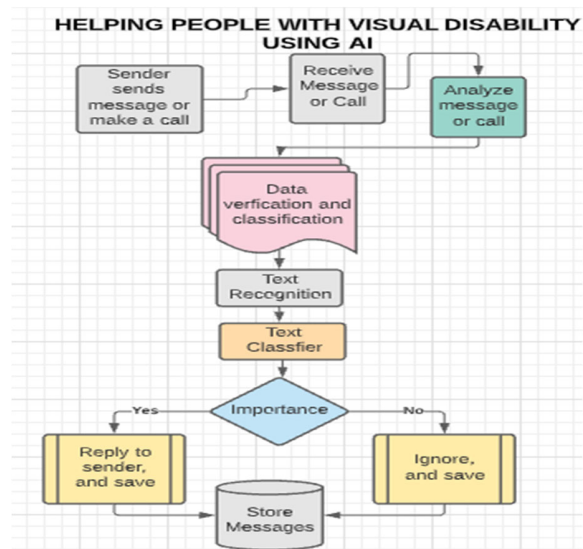 HELPING PEOPLE WITH VISUAL DISABILITY
USING AI
Sender
sends
message or
make a call
Receive
Message
or Call
Analyze
message
or call
Data
verfication and
classification
Text
Recognition
Text
Classfier
Importance
Yes
No
Reply to
sender,
and save
Ignore,
and save
Store
Messages